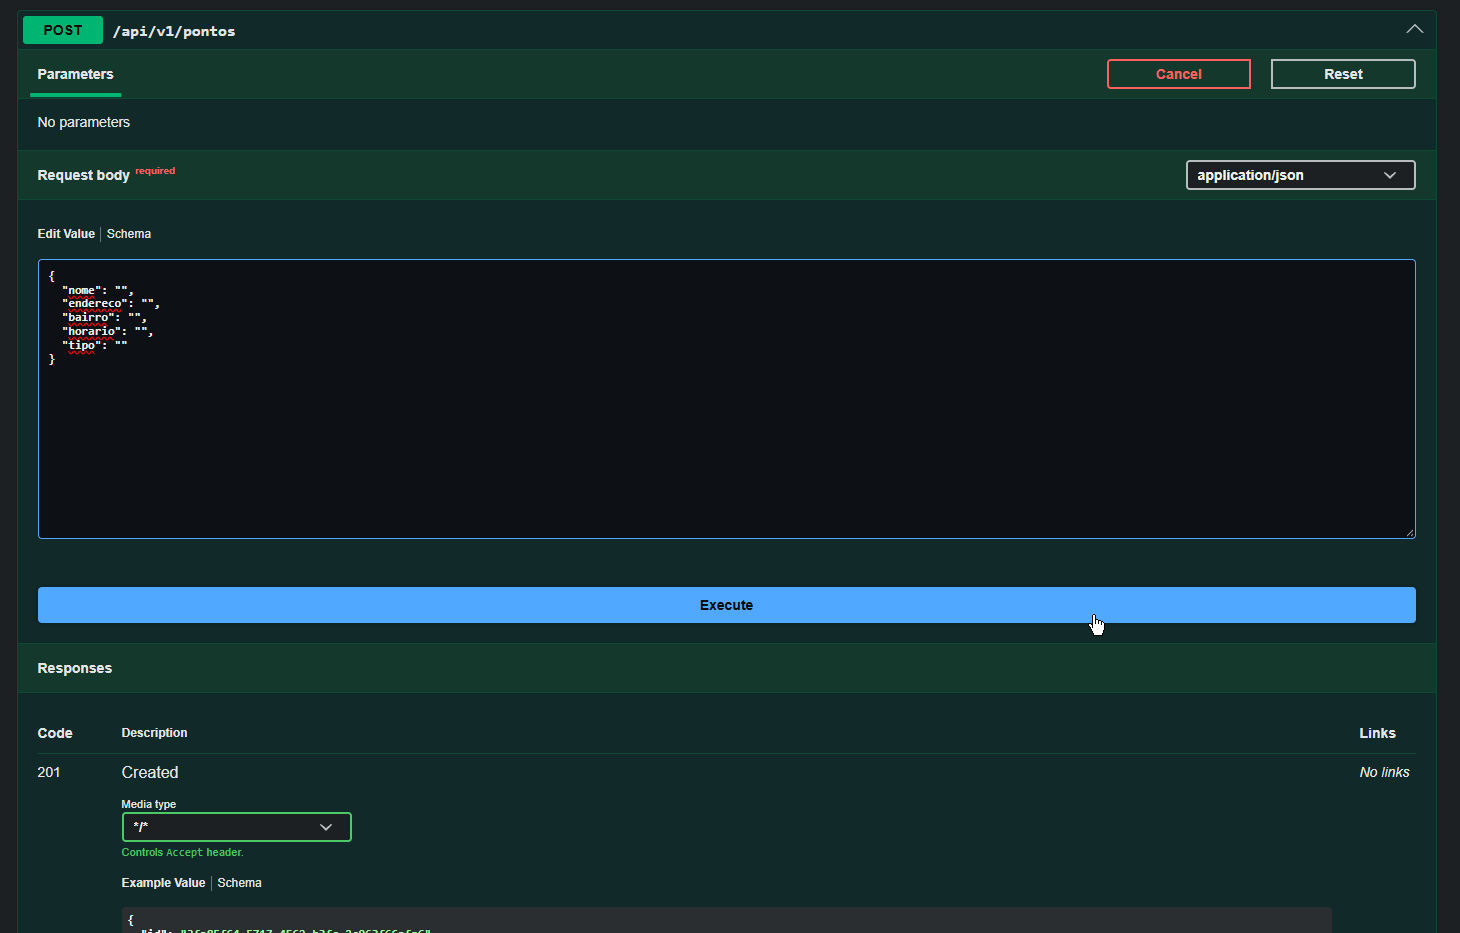 POST /api/v1/pontos
Parameters
Cancel
Reset
No parameters
Request body required
application/json
Edit Value | Schema
{
"nome": "",
"endereco": "",
"bairro": "",
"horario": "",
"tipo": ""
}
Execute
Responses
Code Description Links
201 Created No links
Media type
*/*
Controls Accept header.
Example Value | Schema
{